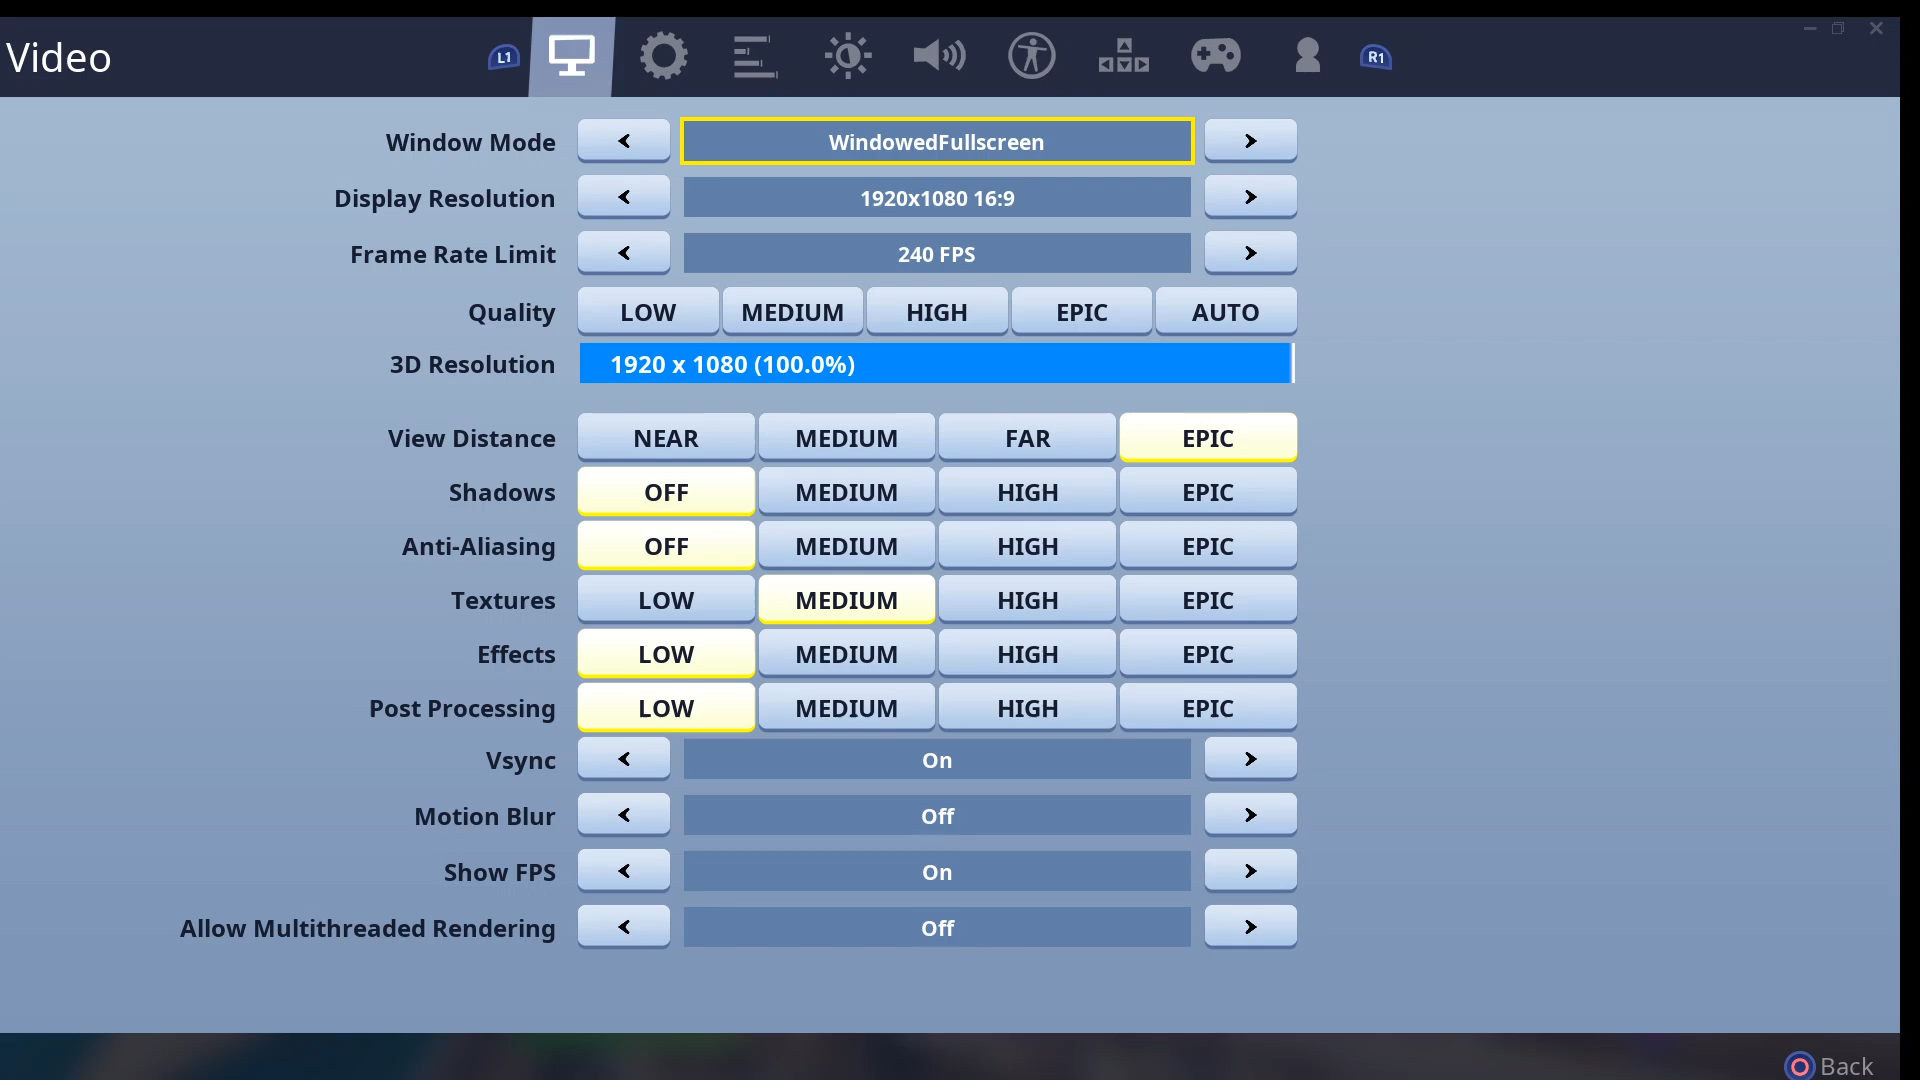 Video
L1
R1
Window Mode < WindowedFullscreen >
Display Resolution < 1920x1080 16:9 >
Frame Rate Limit < 240 FPS >
Quality LOW MEDIUM HIGH EPIC AUTO
3D Resolution 1920 x 1080 (100.0%)
View Distance NEAR MEDIUM FAR EPIC
Shadows OFF MEDIUM HIGH EPIC
Anti-Aliasing OFF MEDIUM HIGH EPIC
Textures LOW MEDIUM HIGH EPIC
Effects LOW MEDIUM HIGH EPIC
Post Processing LOW MEDIUM HIGH EPIC
Vsync < On >
Motion Blur < Off >
Show FPS < On >
Allow Multithreaded Rendering < Off >
Back